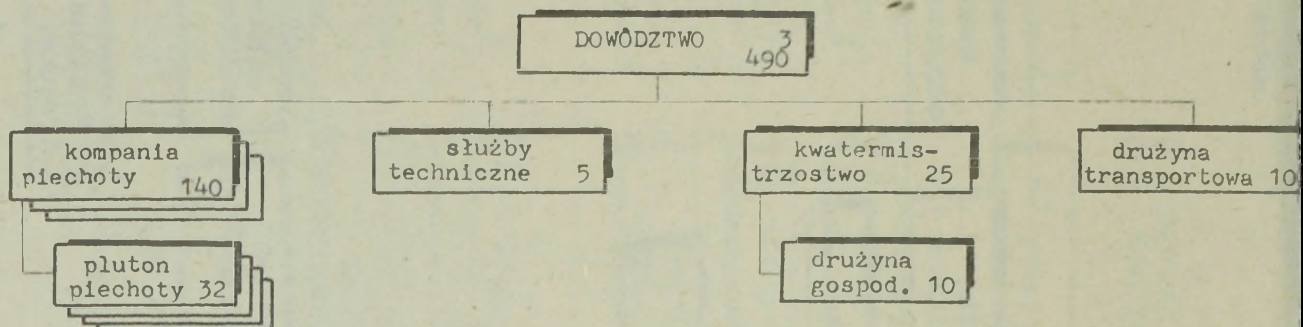 DOWÓDZTWO 3
490
kompania
piechoty 140
służby
techniczne 5
kwatermis-
trzostwo 25
drużyna
transportowa 10
pluton
piechoty 32
drużyna
gospod. 10